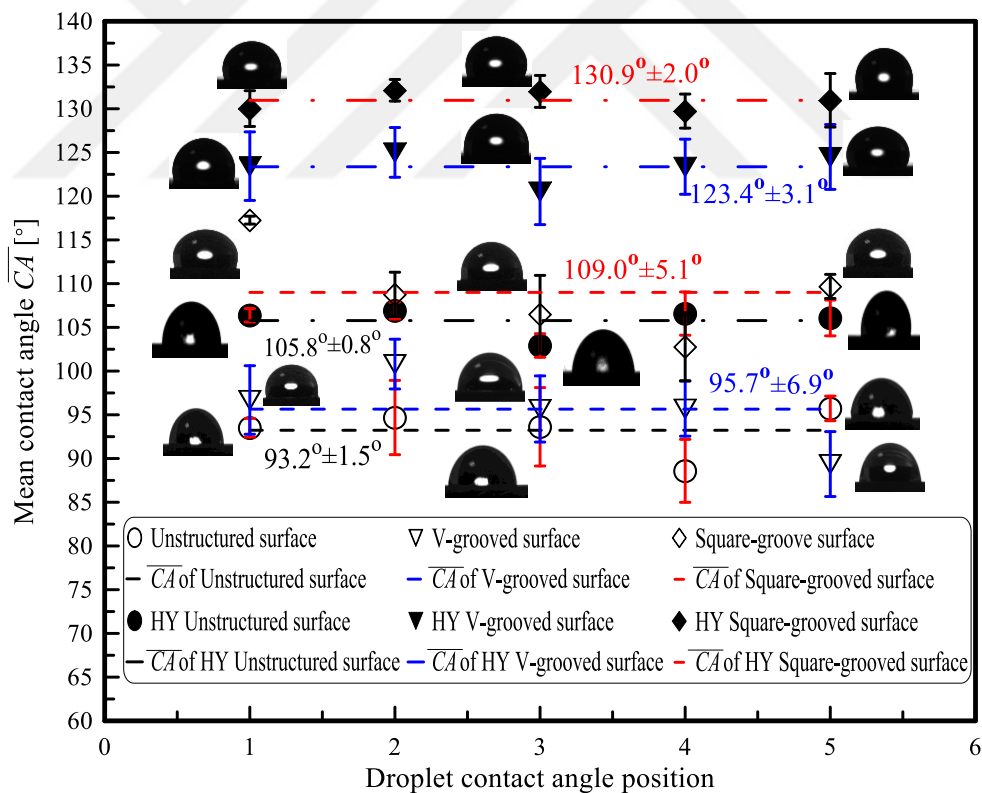 Mean contact angle CA [°]
140
135
130
125
120
115
110
105
100
95
90
85
80
75
70
65
60
130.9°±2.0°
123.4°±3.1°
109.0°±5.1°
105.8°±0.8°
95.7°±6.9°
93.2°±1.5°
Unstructured surface
V-grooved surface
Square-groove surface
CA of Unstructured surface
CA of V-grooved surface
CA of Square-grooved surface
HY Unstructured surface
HY V-grooved surface
HY Square-grooved surface
CA of HY Unstructured surface
CA of HY V-grooved surface
CA of HY Square-grooved surface
0 1 2 3 4 5 6
Droplet contact angle position